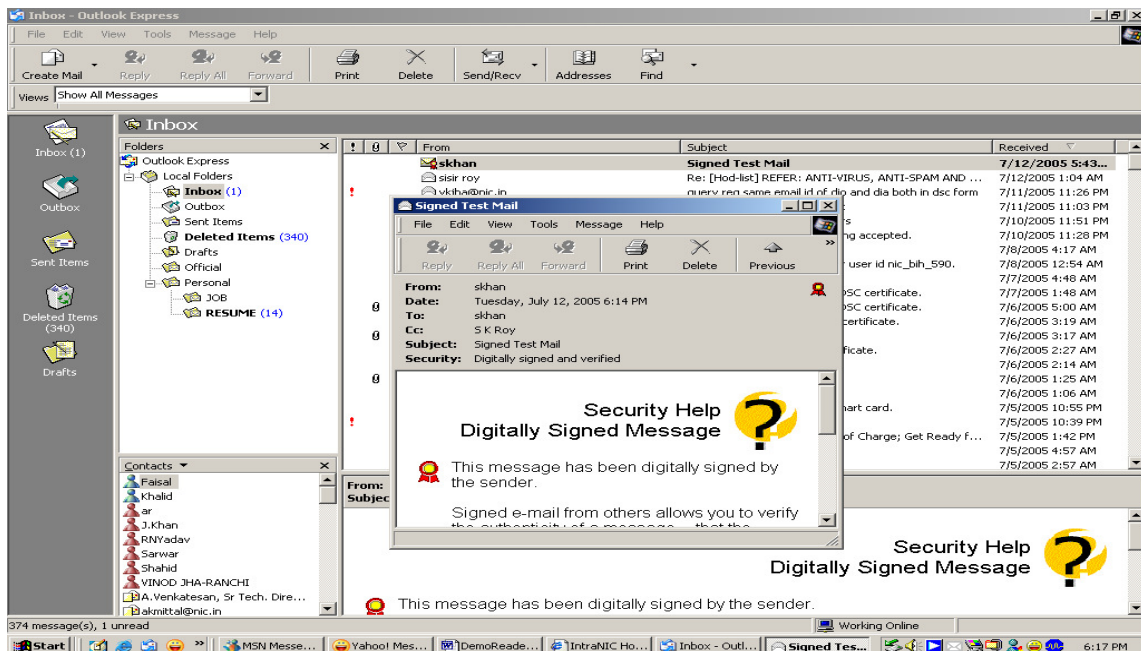 Inbox - Outlook Express
File Edit View Tools Message Help
Create Mail Reply Reply All Forward Print Delete Send/Recv Addresses Find
Views Show All Messages
Inbox
Inbox (1)
Outbox
Sent Items
Deleted Items (340)
Drafts
Folders
Outlook Express
Local Folders
Inbox (1)
Outbox
Sent Items
Deleted Items (340)
Drafts
Official
Personal
JOB
RESUME (14)
Contacts
Faisal
Khalid
ar
J.Khan
RNYadav
Sarwar
Shahid
VINOD JHA-RANCHI
A.Venkatesan, Sr Tech. Dire...
akmittal@nic.in
! From Subject Received
skhan Signed Test Mail 7/12/2005 5:43...
sisir roy Re: [Hod-list] REFER: ANTI-VIRUS, ANTI-SPAM AND ... 7/12/2005 1:04 AM
! vkjha@nic.in query reg same email id of dio and dia both in dsc form 7/11/2005 11:26 PM
7/11/2005 11:03 PM
7/10/2005 11:51 PM
ng accepted. 7/10/2005 11:28 PM
7/8/2005 4:17 AM
user id nic_bih_590. 7/8/2005 12:54 AM
7/7/2005 4:48 AM
DSC certificate. 7/7/2005 1:48 AM
DSC certificate. 7/6/2005 5:00 AM
certificate. 7/6/2005 3:19 AM
7/6/2005 3:17 AM
ficate. 7/6/2005 2:27 AM
7/6/2005 2:14 AM
7/6/2005 1:25 AM
7/6/2005 1:06 AM
hart card. 7/5/2005 10:55 PM
! 7/5/2005 10:39 PM
of Charge; Get Ready f... 7/5/2005 1:42 PM
7/5/2005 4:57 AM
7/5/2005 2:57 AM
Signed Test Mail
File Edit View Tools Message Help
Reply Reply All Forward Print Delete Previous »
From: skhan
Date: Tuesday, July 12, 2005 6:14 PM
To: skhan
Cc: S K Roy
Subject: Signed Test Mail
Security: Digitally signed and verified
Security Help
Digitally Signed Message
This message has been digitally signed by
the sender.
Signed e-mail from others allows you to verify
the authenticity of a message -- that the
From:
Subjec
Security Help
Digitally Signed Message
This message has been digitally signed by the sender.
374 message(s), 1 unread Working Online
Start » MSN Messe... Yahoo! Mes... DemoReade... IntraNIC Ho... Inbox - Outl... Signed Tes... 6:17 PM